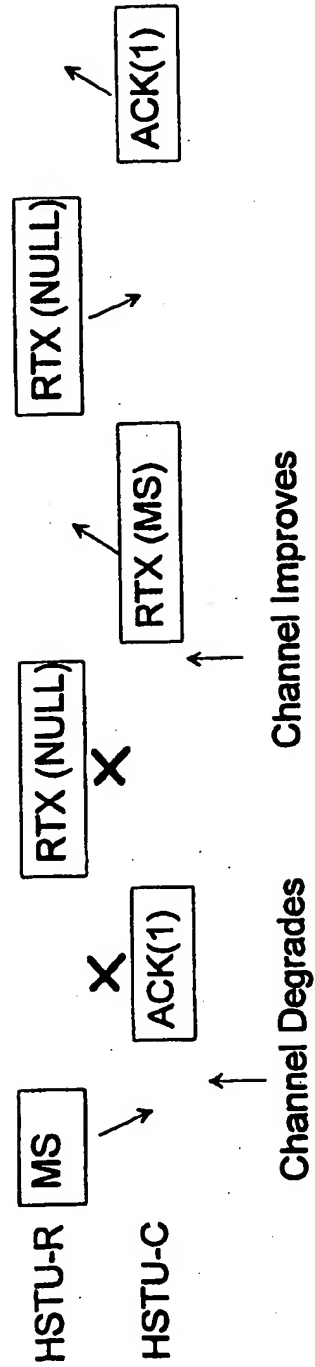 HSTU-R MS RTX (NULL) RTX (NULL)
X X
HSTU-C ACK(1) RTX (MS) ACK(1)
Channel Degrades Channel Improves